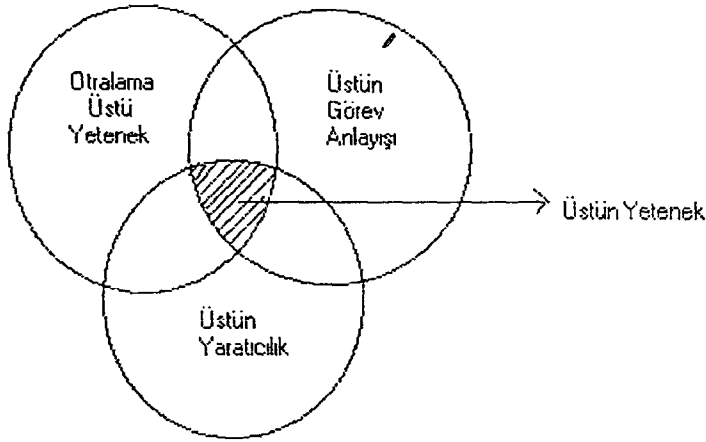 Otralama
Üstü
Yetenek
Üstün
Görev
Anlayışı
Üstün Yetenek
Üstün
Yaratıcılık